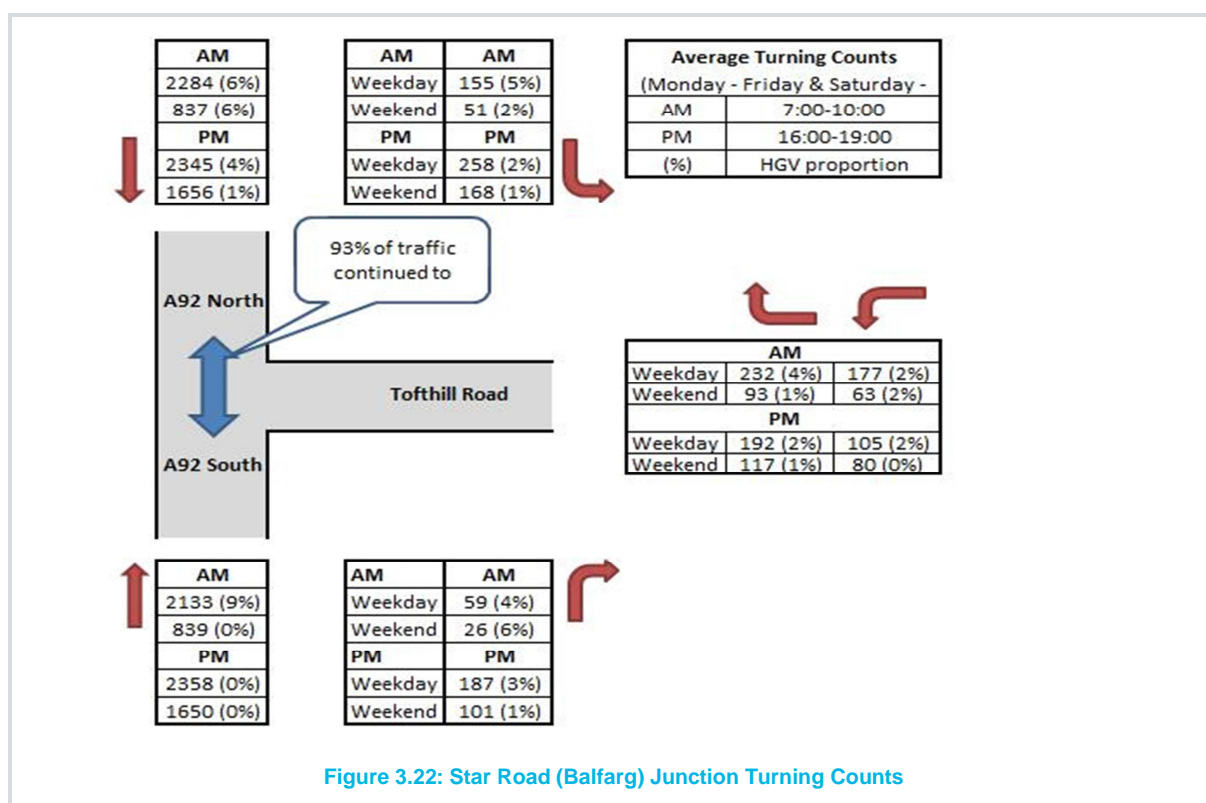 AM
2284 (6%)
837 (6%)
PM
2345 (4%)
1656 (1%)
AM AM
Weekday 155 (5%)
Weekend 51 (2%)
PM PM
Weekday 258 (2%)
Weekend 168 (1%)
Average Turning Counts
(Monday - Friday & Saturday -
AM 7:00-10:00
PM 16:00-19:00
(%) HGV proportion
93% of traffic
continued to
A92 North
Tofthill Road
A92 South
AM
Weekday 232 (4%) 177 (2%)
Weekend 93 (1%) 63 (2%)
PM
Weekday 192 (2%) 105 (2%)
Weekend 117 (1%) 80 (0%)
AM
2133 (9%)
839 (0%)
PM
2358 (0%)
1650 (0%)
AM AM
Weekday 59 (4%)
Weekend 26 (6%)
PM PM
Weekday 187 (3%)
Weekend 101 (1%)
Figure 3.22: Star Road (Balfarg) Junction Turning Counts